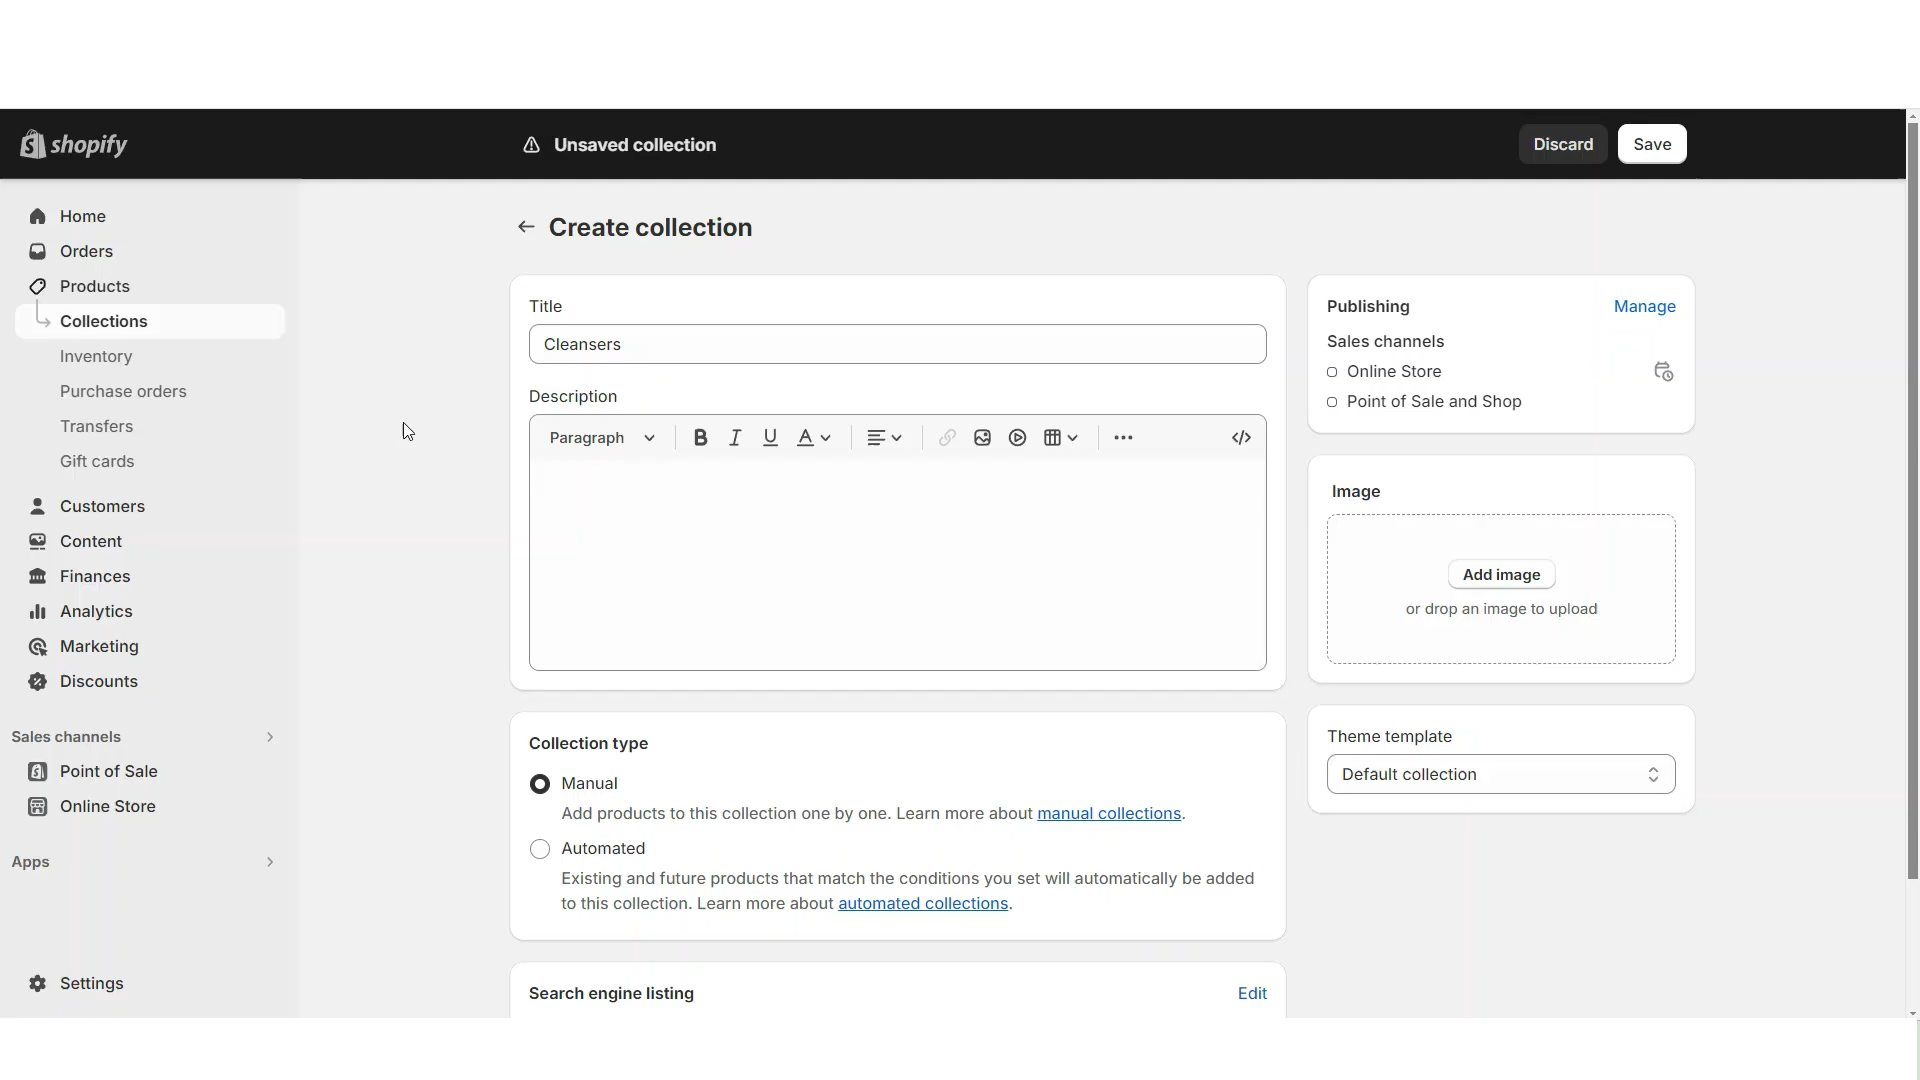 shopify
Unsaved collection
Discard
Save
Home
Orders
Products
Collections
Inventory
Purchase orders
Transfers
Gift cards
Customers
Content
Finances
Analytics
Marketing
Discounts
Sales channels
Point of Sale
Online Store
Apps
Settings
Create collection
Title
Cleansers
Description
Paragraph
Collection type
Manual
Add products to this collection one by one. Learn more about manual collections.
Automated
Existing and future products that match the conditions you set will automatically be added
to this collection. Learn more about automated collections.
Search engine listing
Edit
Publishing
Manage
Sales channels
Online Store
Point of Sale and Shop
Image
Add image
or drop an image to upload
Theme template
Default collection